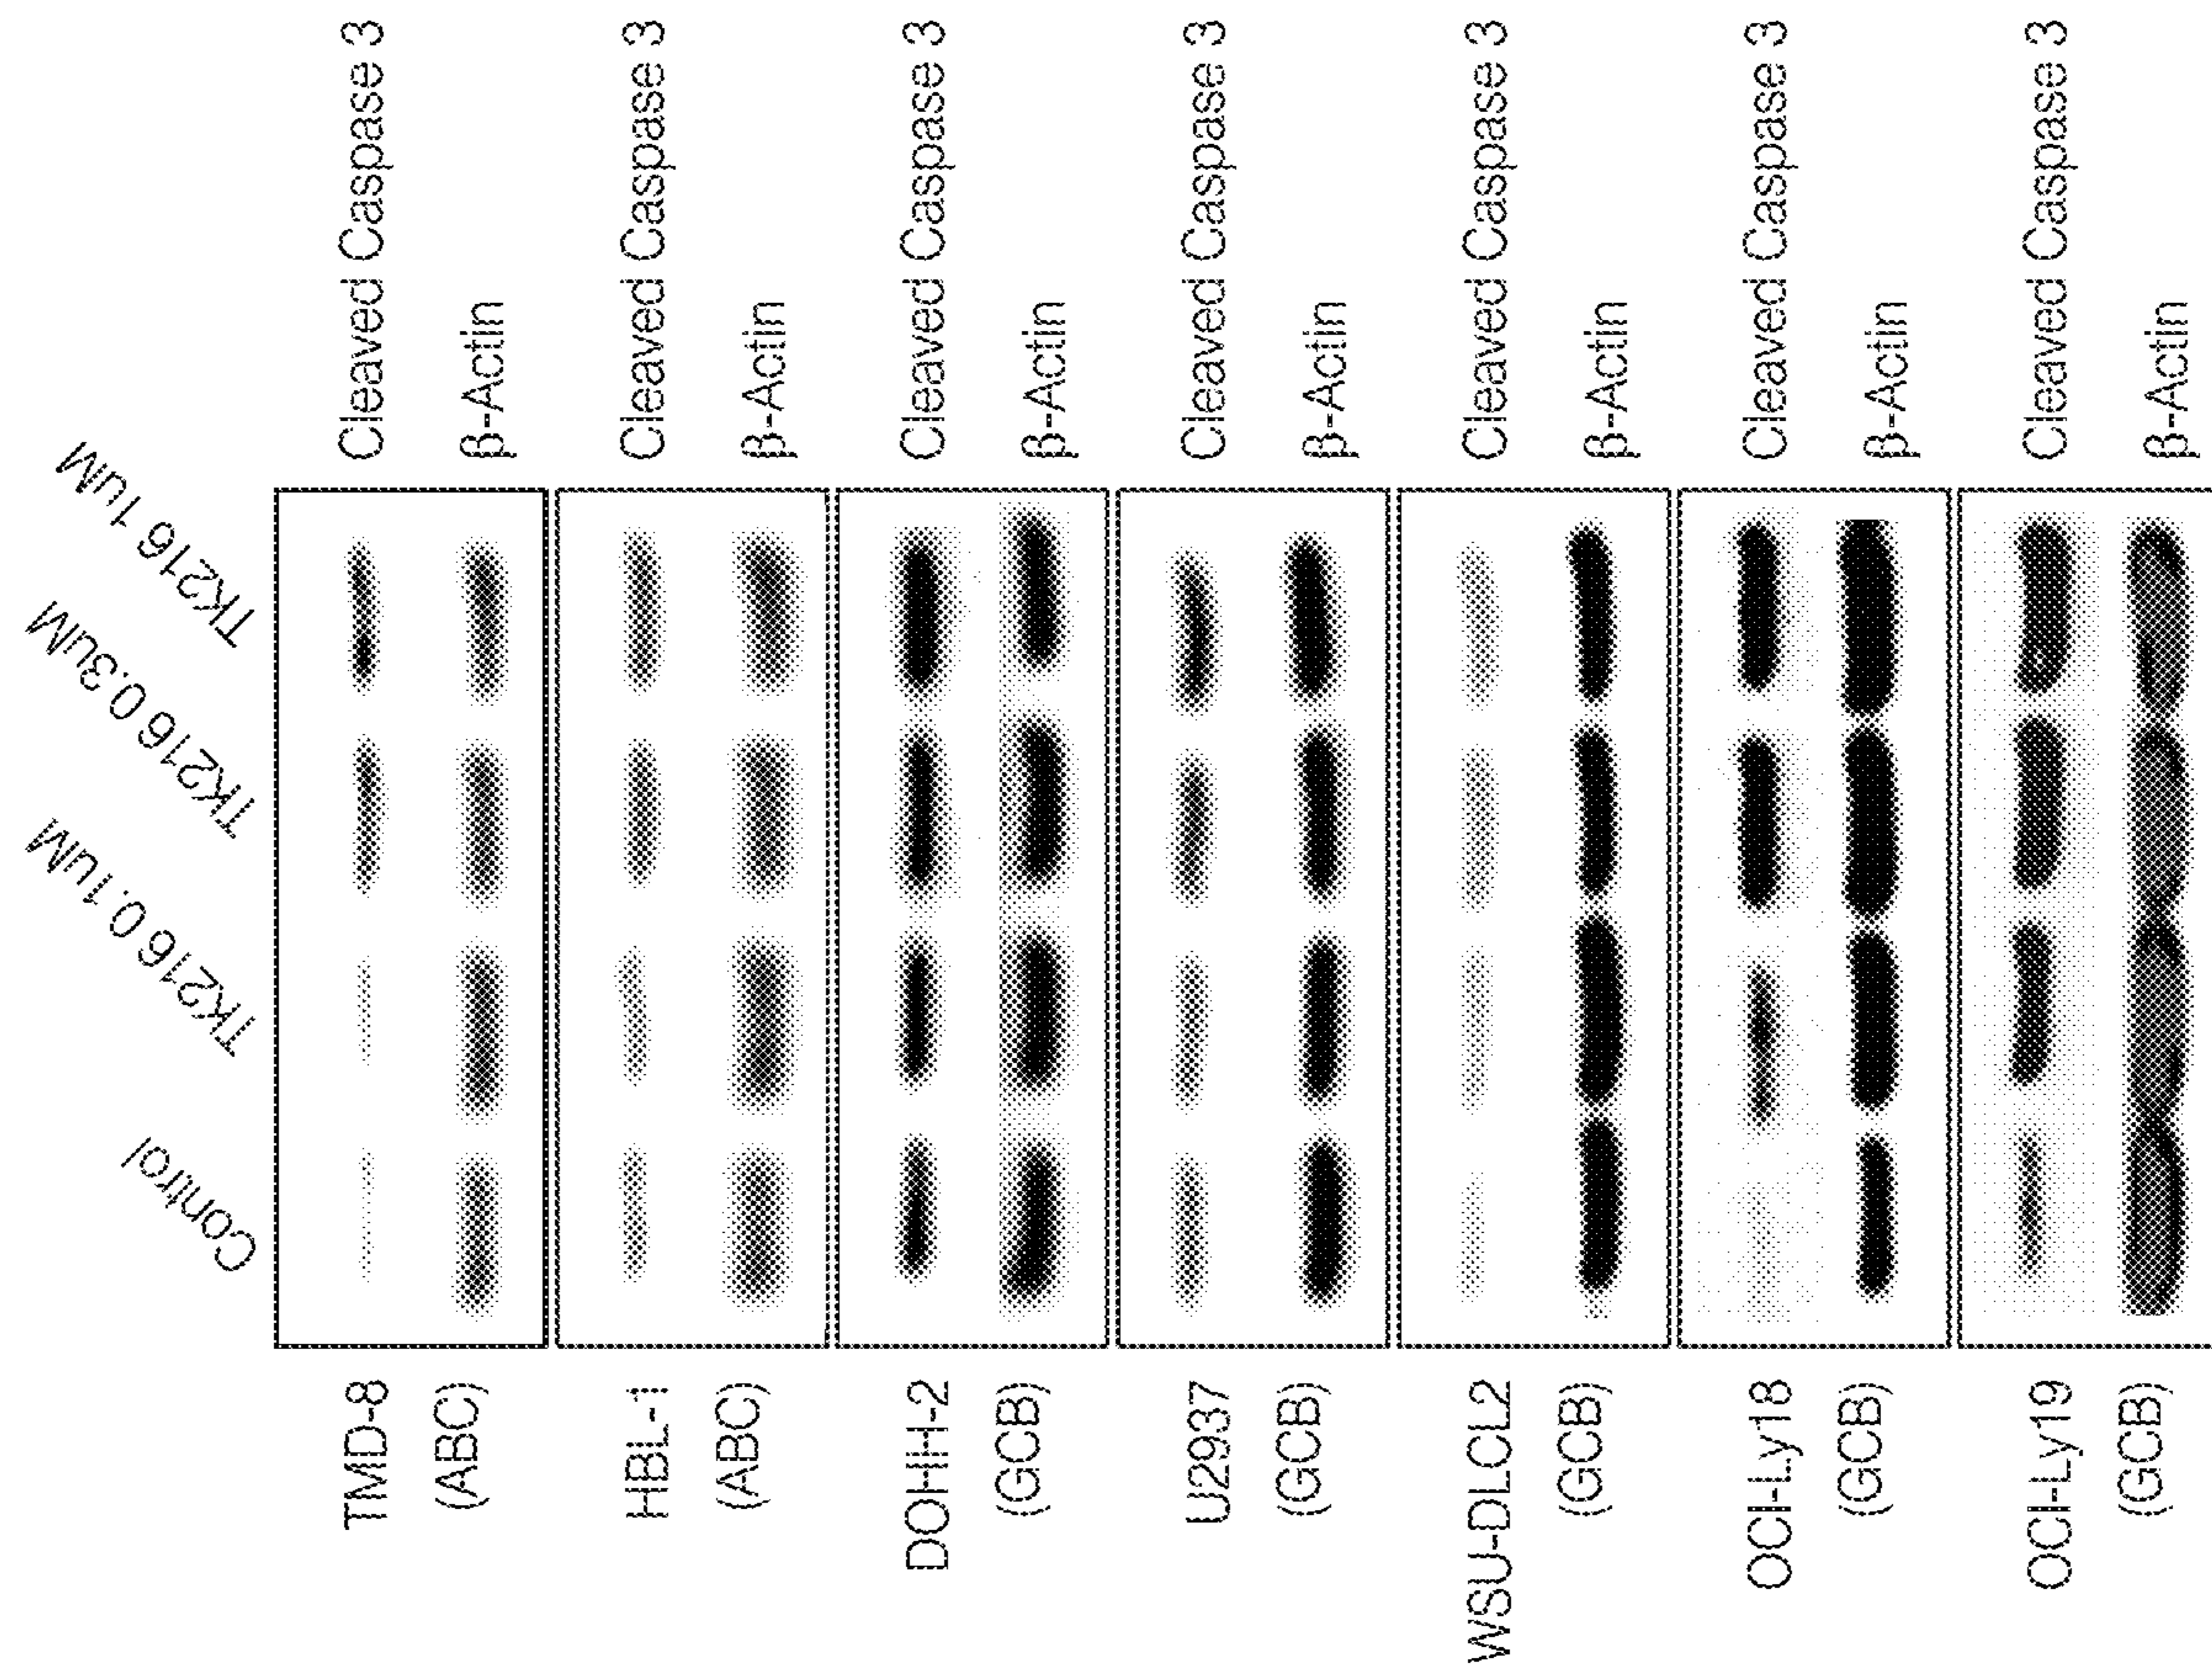 Control
TK216 0.1uM
TK216 0.3uM
TK216 1uM
TMD-8
(ABC)
Cleaved Caspase 3
β-Actin
HBL-1
(ABC)
Cleaved Caspase 3
β-Actin
DOHH-2
(GCB)
Cleaved Caspase 3
β-Actin
U2937
(GCB)
Cleaved Caspase 3
β-Actin
WSU-DLCL2
(GCB)
Cleaved Caspase 3
β-Actin
OCI-Ly18
(GCB)
Cleaved Caspase 3
β-Actin
OCI-Ly19
(GCB)
Cleaved Caspase 3
β-Actin